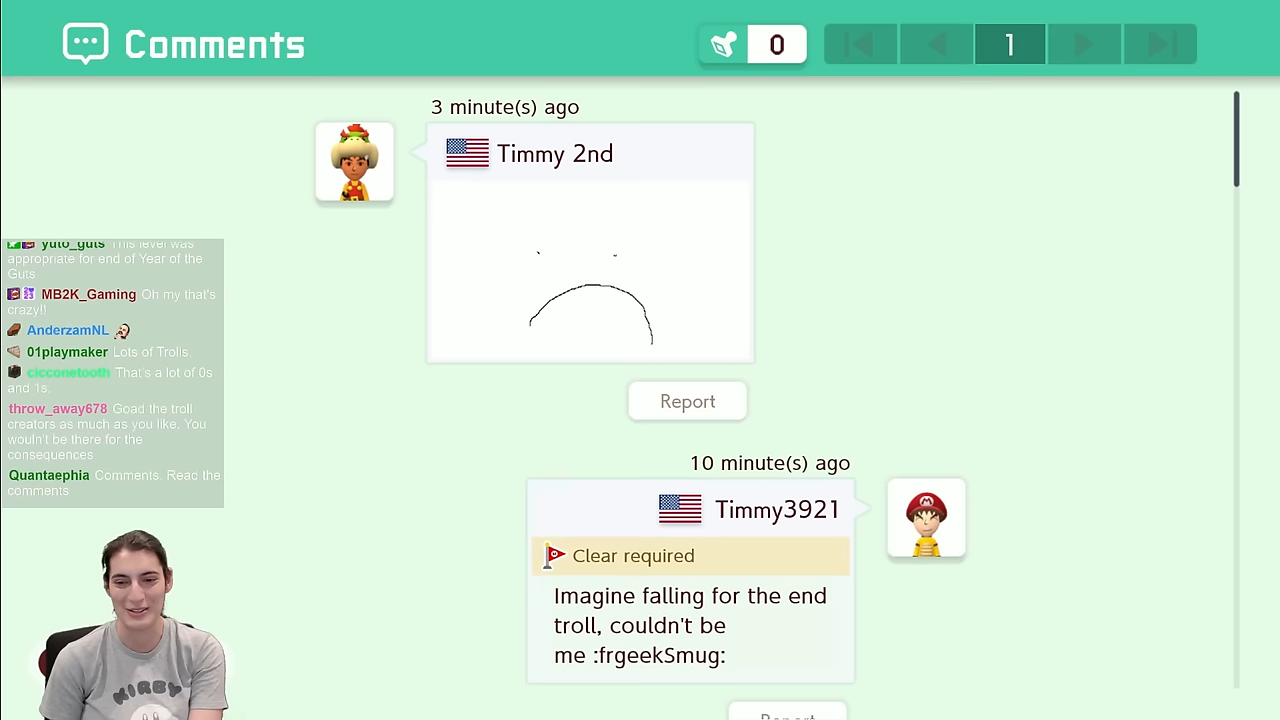 Comments
0
1
3 minute(s) ago
Timmy 2nd
Report
10 minute(s) ago
Timmy3921
Clear required
Imagine falling for the end
troll, couldn't be
me :frgeekSmug:
Report
yuto_guts This level was
appropriate for end of Year of the
Guts
MB2K_Gaming Oh my that's
crazy!!
AnderzamNL
01playmaker Lots of Trolls.
cicconetooth That's a lot of 0s
and 1s.
throw_away678 Goad the troll
creators as much as you like. You
wouln't be there for the
consequences
Quantaephia Comments. Read the
comments
KIRBY